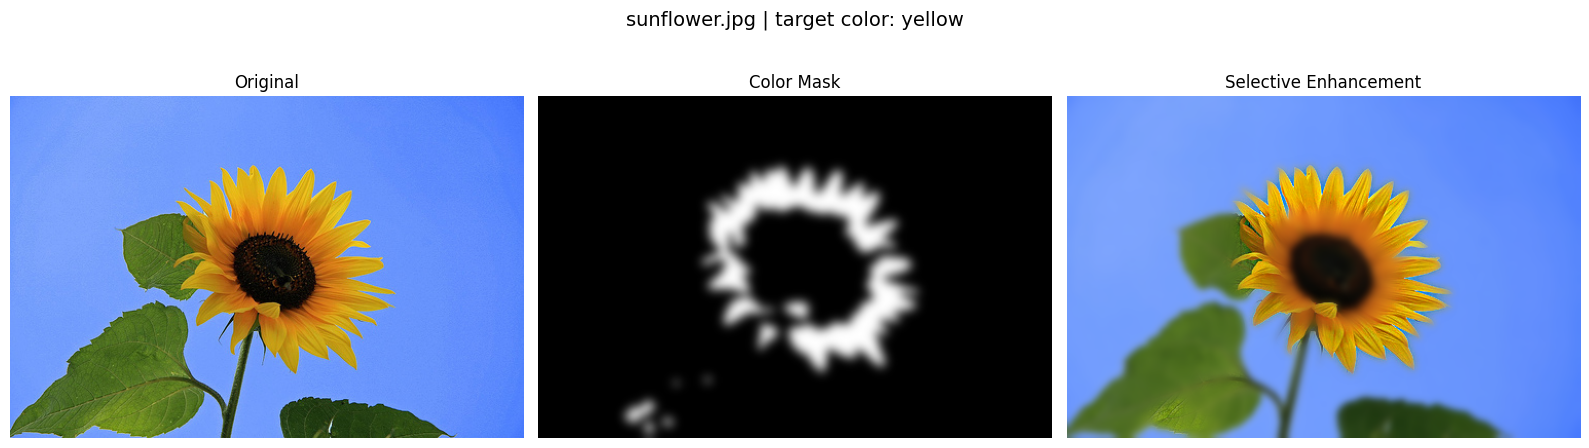 sunflower.jpg | target color: yellow
Original
Color Mask
Selective Enhancement